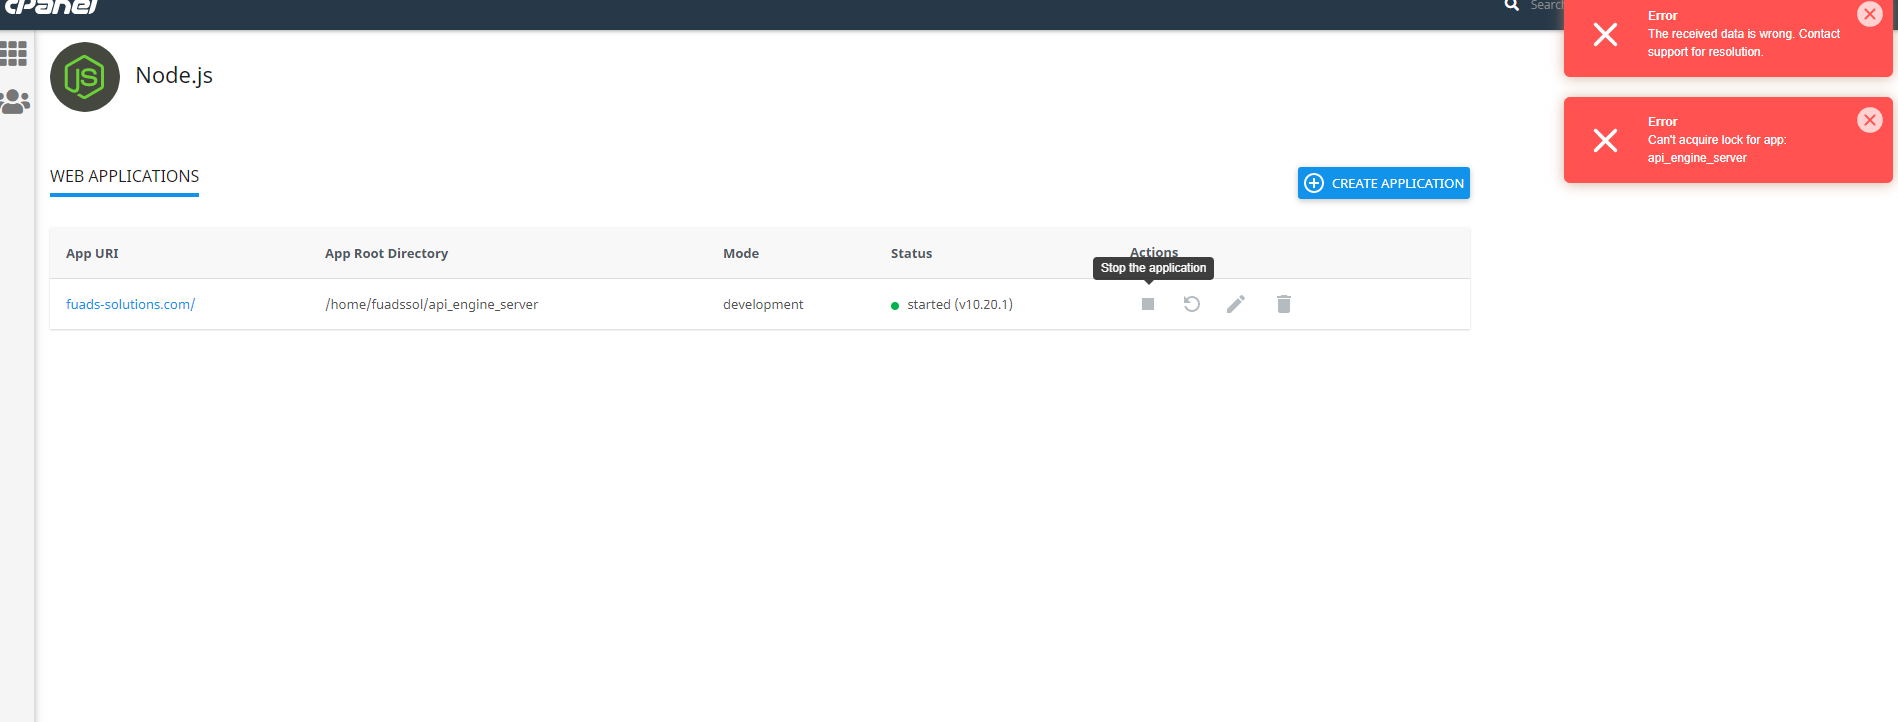 cPanel
Search
Error
The received data is wrong. Contact
support for resolution.
JS
Node.js
Error
Can't acquire lock for app:
api_engine_server
WEB APPLICATIONS
CREATE APPLICATION
App URI App Root Directory Mode Status Actions
Stop the application
fuads-solutions.com/ /home/fuadssol/api_engine_server development started (v10.20.1)